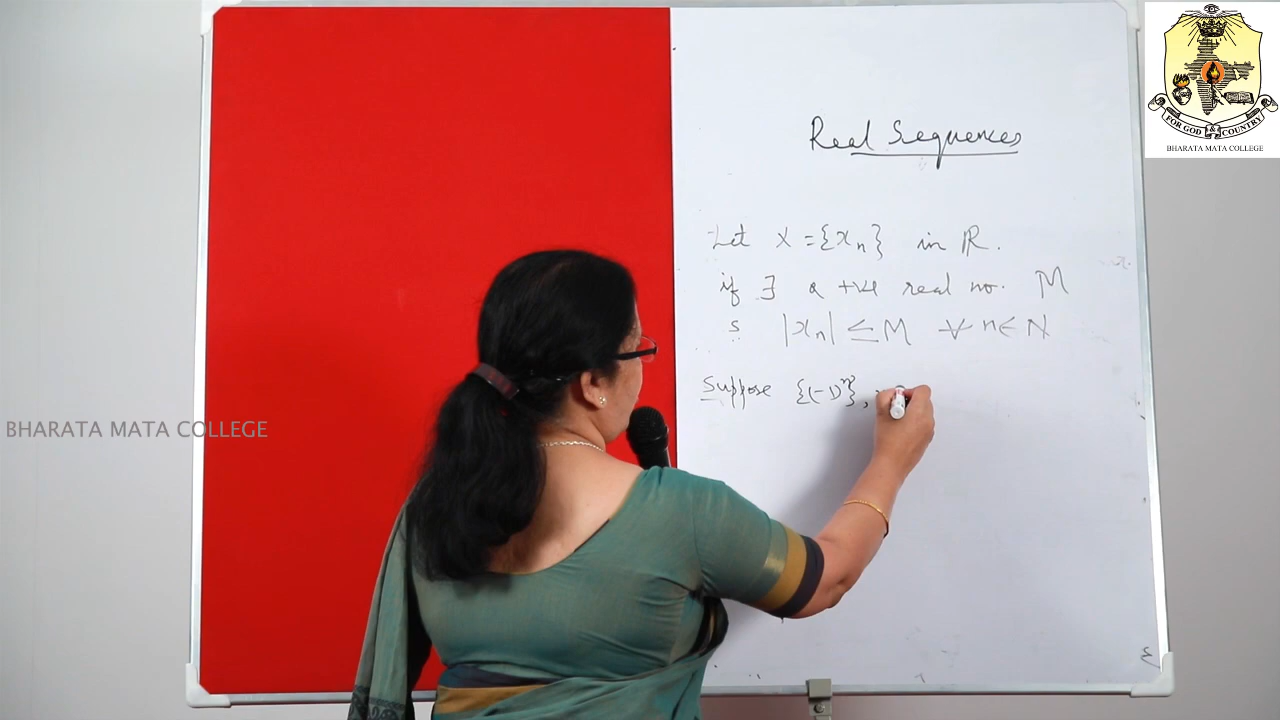 Real Sequences
Let X = {xₙ} in ℝ.
if ∃ a +ve real no. M
s |xₙ| ≤ M ∀ n ∈ N
Suppose {(-1)ⁿ},
FOR GOD & COUNTRY
BHARATA MATA COLLEGE
BHARATA MATA COLLEGE